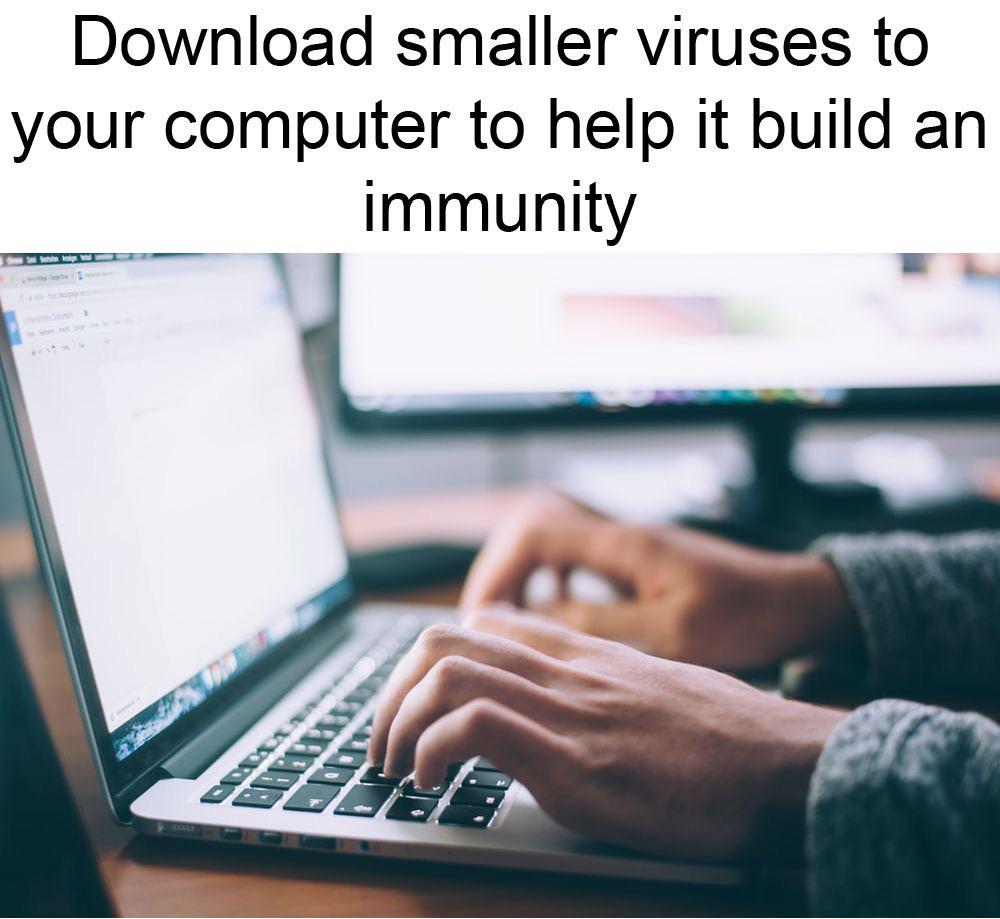 Download smaller viruses to
your computer to help it build an
immunity